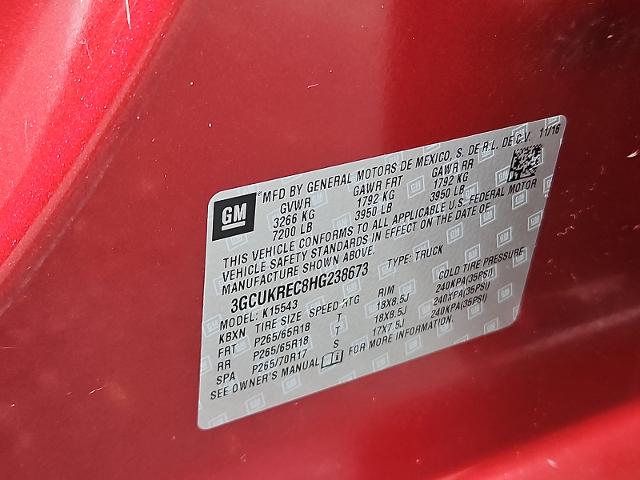 GM
MFD BY GENERAL MOTORS DE MEXICO, S. DE R.L. DE C.V. 11/16
GVWR GAWR FRT GAWR RR
3266 KG 1792 KG 1792 KG
7200 LB 3950 LB 3950 LB
THIS VEHICLE CONFORMS TO ALL APPLICABLE U.S. FEDERAL MOTOR
VEHICLE SAFETY STANDARDS IN EFFECT ON THE DATE OF
MANUFACTURE SHOWN ABOVE.
3GCUKREC8HG238673 TYPE: TRUCK
MODEL: K15543
KBXN TIRE SIZE SPEED RTG RIM COLD TIRE PRESSURE
FRT P265/65R18 T 18X8.5J 240KPA(35PSI)
RR P265/65R18 T 18X8.5J 240KPA(35PSI)
SPA P265/70R17 S 17X7.5J 240KPA(35PSI)
SEE OWNER'S MANUAL FOR MORE INFORMATION.